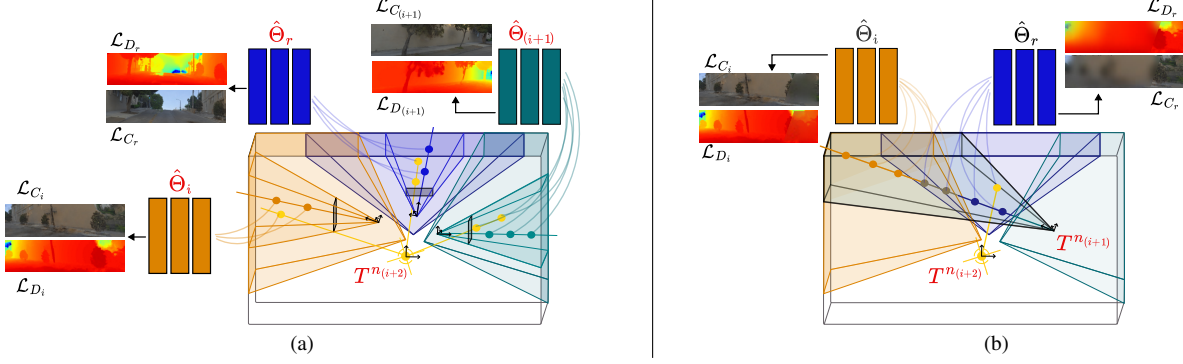 $\mathcal{L}_{D_r}$
$\mathcal{L}_{C_r}$
$\hat{\Theta}_r$
$\mathcal{L}_{C_{(i+1)}}$
$\mathcal{L}_{D_{(i+1)}}$
$\hat{\Theta}_{(i+1)}$
$\mathcal{L}_{C_i}$
$\mathcal{L}_{D_i}$
$\hat{\Theta}_i$
$T^{n_{(i+2)}}$
(a)
$\mathcal{L}_{C_i}$
$\mathcal{L}_{D_i}$
$\hat{\Theta}_i$
$\hat{\Theta}_r$
$\mathcal{L}_{D_r}$
$\mathcal{L}_{C_r}$
$T^{n_{(i+1)}}$
$T^{n_{(i+2)}}$
(b)